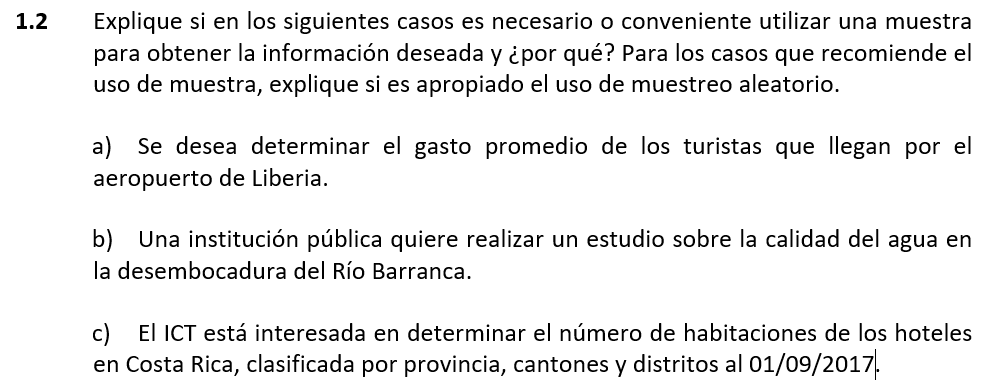 1.2 Explique si en los siguientes casos es necesario o conveniente utilizar una muestra
para obtener la información deseada y ¿por qué? Para los casos que recomiende el
uso de muestra, explique si es apropiado el uso de muestreo aleatorio.
a) Se desea determinar el gasto promedio de los turistas que llegan por el
aeropuerto de Liberia.
b) Una institución pública quiere realizar un estudio sobre la calidad del agua en
la desembocadura del Río Barranca.
c) El ICT está interesada en determinar el número de habitaciones de los hoteles
en Costa Rica, clasificada por provincia, cantones y distritos al 01/09/2017.